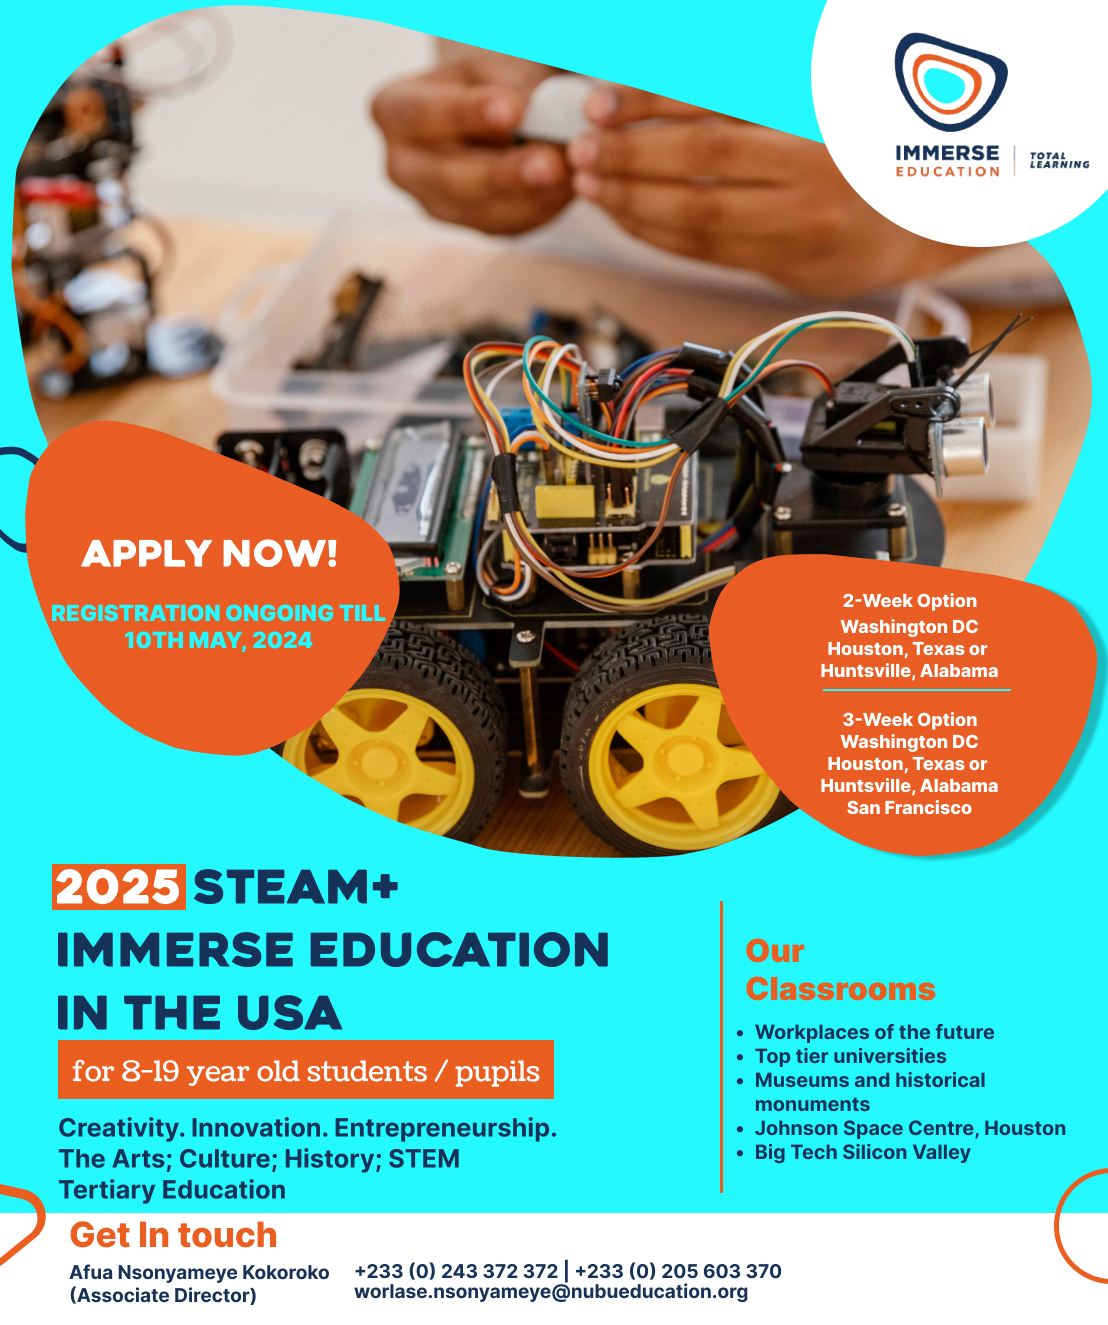 IMMERSE
EDUCATION
TOTAL
LEARNING
APPLY NOW!
REGISTRATION ONGOING TILL
10TH MAY, 2024
2-Week Option
Washington DC
Houston, Texas or
Huntsville, Alabama
3-Week Option
Washington DC
Houston, Texas or
Huntsville, Alabama
San Francisco
2025 STEAM+
IMMERSE EDUCATION
IN THE USA
for 8-19 year old students / pupils
Creativity. Innovation. Entrepreneurship.
The Arts; Culture; History; STEM
Tertiary Education
Our
Classrooms
• Workplaces of the future
• Top tier universities
• Museums and historical
monuments
• Johnson Space Centre, Houston
• Big Tech Silicon Valley
Get In touch
Afua Nsonyameye Kokoroko
(Associate Director)
+233 (0) 243 372 372 | +233 (0) 205 603 370
worlase.nsonyameye@nubueducation.org